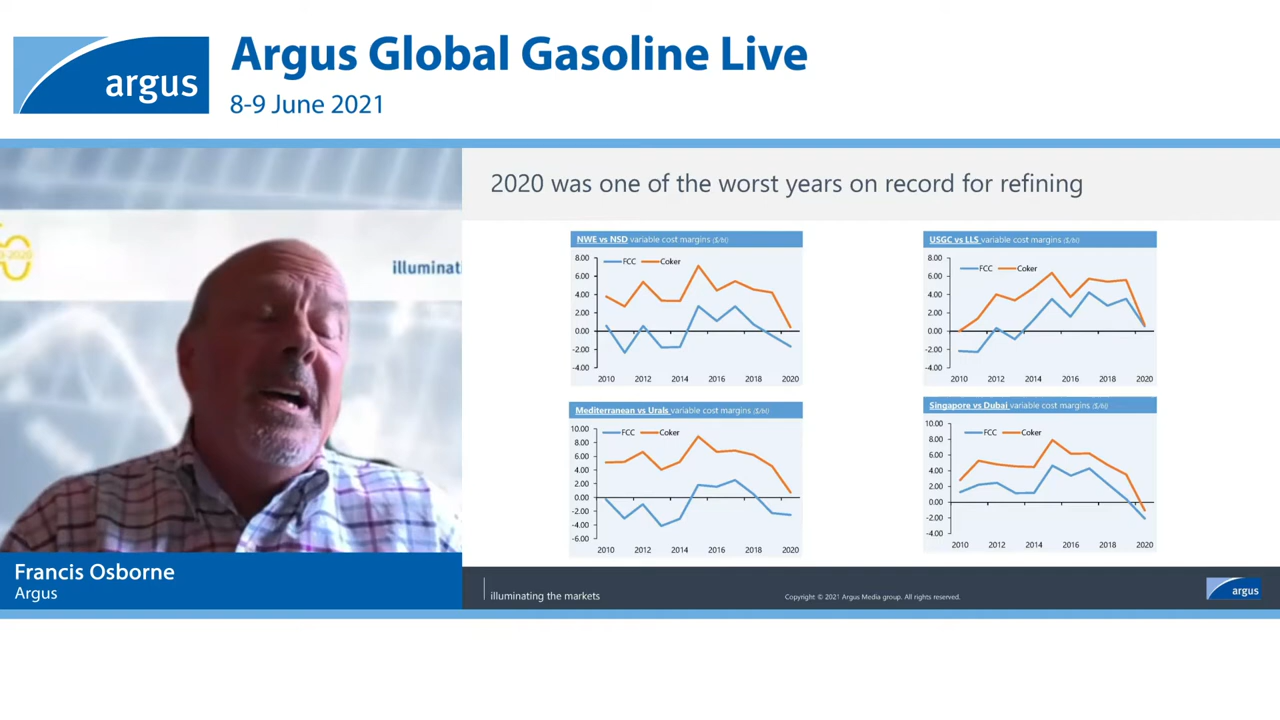 argus
Argus Global Gasoline Live
8-9 June 2021
illuminati
2020 was one of the worst years on record for refining
NWE vs NSD variable cost margins ($/bl)
FCC Coker
8.00
6.00
4.00
2.00
0.00
-2.00
-4.00
2010 2012 2014 2016 2018 2020
USGC vs LLS variable cost margins ($/bl)
FCC Coker
8.00
6.00
4.00
2.00
0.00
-2.00
-4.00
2010 2012 2014 2016 2018 2020
Mediterranean vs Urals variable cost margins ($/bl)
FCC Coker
10.00
8.00
6.00
4.00
2.00
0.00
-2.00
-4.00
-6.00
2010 2012 2014 2016 2018 2020
Singapore vs Dubai variable cost margins ($/bl)
FCC Coker
10.00
8.00
6.00
4.00
2.00
0.00
-2.00
-4.00
2010 2012 2014 2016 2018 2020
Francis Osborne
Argus
illuminating the markets
Copyright © 2021 Argus Media group. All rights reserved.
argus